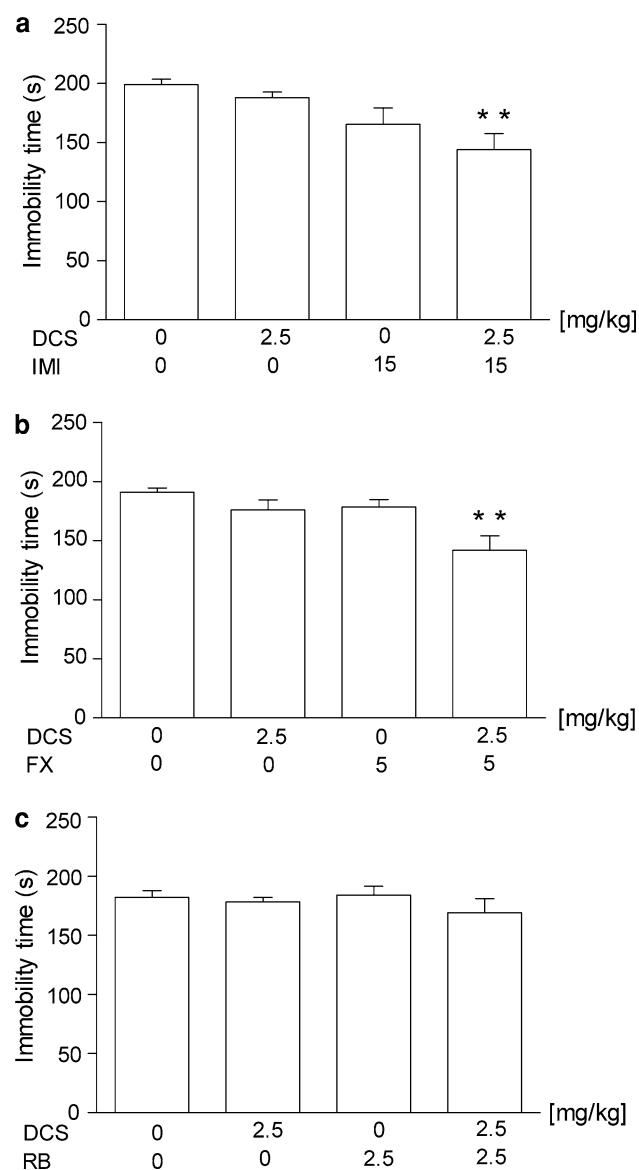 a
Immobility time (s)
250
200
150
100
50
0
* *
[mg/kg]
DCS 0 2.5 0 2.5
IMI 0 0 15 15
b
Immobility time (s)
250
200
150
100
50
0
* *
[mg/kg]
DCS 0 2.5 0 2.5
FX 0 0 5 5
c
Immobility time (s)
250
200
150
100
50
0
[mg/kg]
DCS 0 2.5 0 2.5
RB 0 0 2.5 2.5